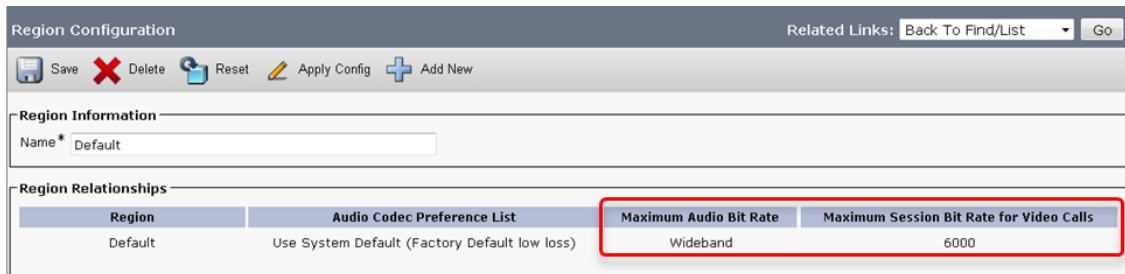 Region Configuration Related Links: Back To Find/List Go
Save Delete Reset Apply Config Add New
Region Information
Name* Default
Region Relationships
Region Audio Codec Preference List Maximum Audio Bit Rate Maximum Session Bit Rate for Video Calls
Default Use System Default (Factory Default low loss) Wideband 6000